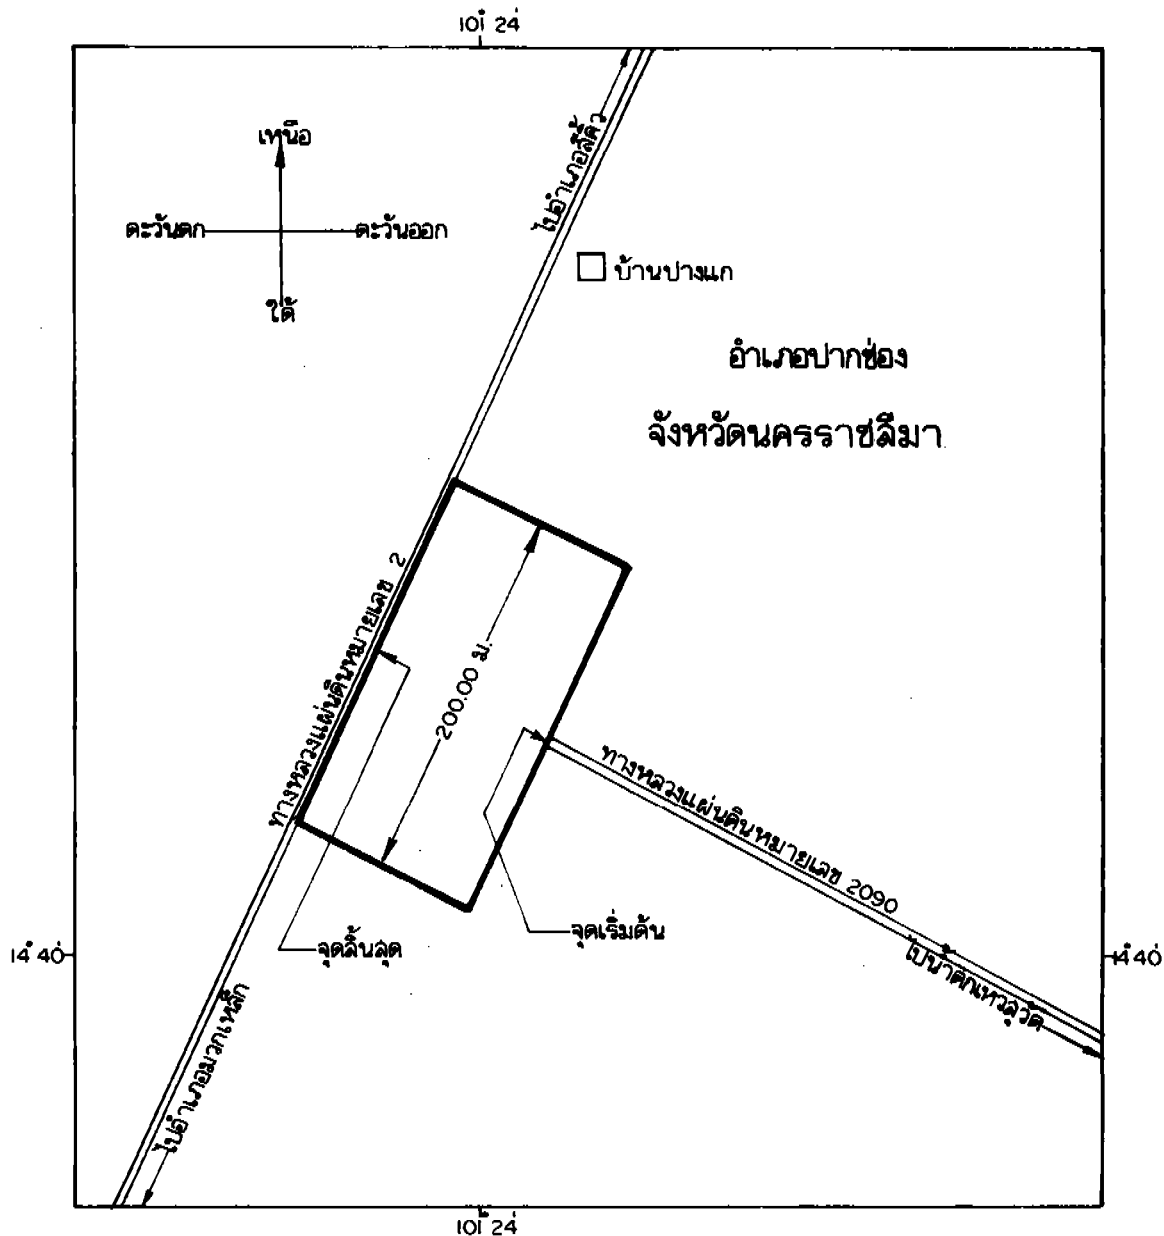 101° 24'
เหนือ
ตะวันตก
ตะวันออก
ใต้
ไปอำเภอสีคิ้ว
บ้านปางแก
อำเภอปากช่อง
จังหวัดนครราชสีมา
ทางหลวงแผ่นดินหมายเลข 2
200.00 ม.
ทางหลวงแผ่นดินหมายเลข 2090
จุดเริ่มต้น
จุดสิ้นสุด
14° 40'
14° 40'
ไปน้ำตกเหวสุวัต
ไปอำเภอมวกเหล็ก
101° 24'